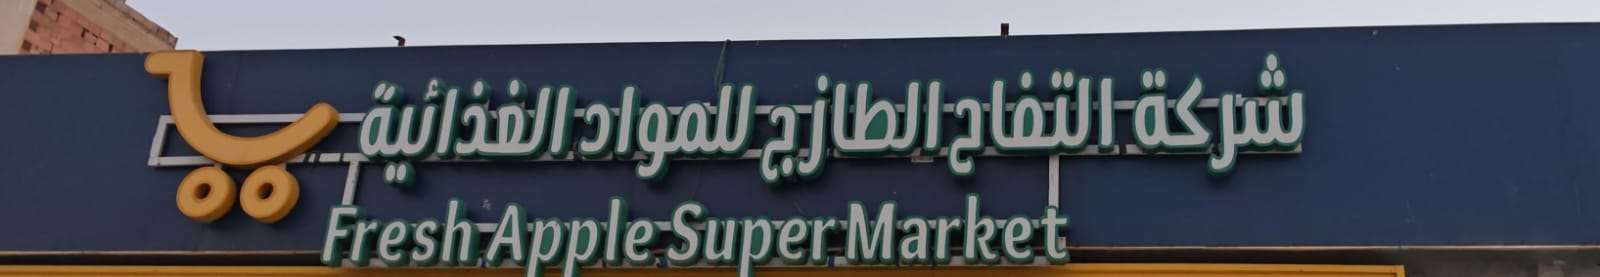 شركة التفاح الطازج للمواد الغذائية
Fresh Apple Super Market